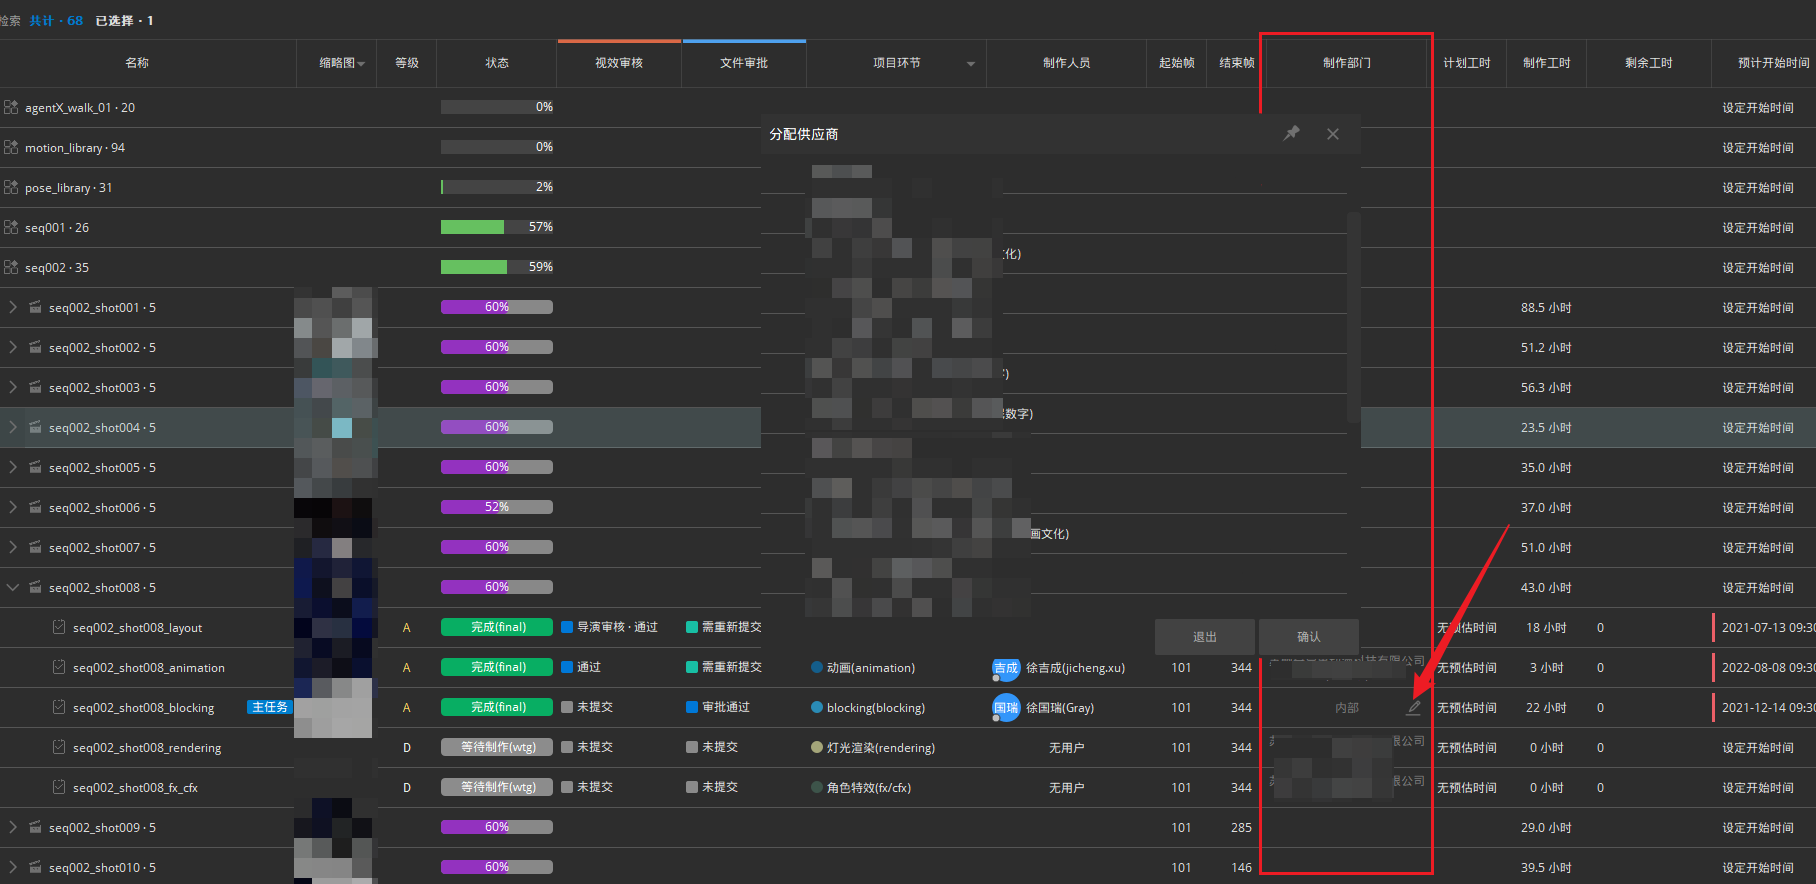 检索 共计 · 68 已选择 · 1
名称 缩略图 等级 状态 视效审核 文件审批 项目环节 制作人员 起始帧 结束帧 制作部门 计划工时 制作工时 剩余工时 预计开始时间
agentX_walk_01 · 20 0% 设定开始时间
分配供应商
motion_library · 94 0% 设定开始时间
pose_library · 31 2% 设定开始时间
seq001 · 26 57% 设定开始时间
化)
seq002 · 35 59% 设定开始时间
seq002_shot001 · 5 60% 88.5 小时 设定开始时间
seq002_shot002 · 5 60% 51.2 小时 设定开始时间
seq002_shot003 · 5 60% 56.3 小时 设定开始时间
数字)
seq002_shot004 · 5 60% 23.5 小时 设定开始时间
seq002_shot005 · 5 60% 35.0 小时 设定开始时间
seq002_shot006 · 5 52% 37.0 小时 设定开始时间
画文化)
seq002_shot007 · 5 60% 51.0 小时 设定开始时间
seq002_shot008 · 5 60% 43.0 小时 设定开始时间
seq002_shot008_layout A 完成(final) 导演审核 · 通过 需重新提交 无预估时间 18 小时 0 2021-07-13 09:30
退出 确认
seq002_shot008_animation A 完成(final) 通过 需重新提交 动画(animation) 吉成 徐吉成(jicheng.xu) 101 344 技有限公司 无预估时间 3 小时 0 2022-08-08 09:30
seq002_shot008_blocking 主任务 A 完成(final) 未提交 审批通过 blocking(blocking) 国瑞 徐国瑞(Gray) 101 344 内部 无预估时间 22 小时 0 2021-12-14 09:30
seq002_shot008_rendering D 等待制作(wtg) 未提交 未提交 灯光渲染(rendering) 无用户 101 344 限公司 无预估时间 0 小时 0 设定开始时间
seq002_shot008_fx_cfx D 等待制作(wtg) 未提交 未提交 角色特效(fx/cfx) 无用户 101 344 限公司 无预估时间 0 小时 0 设定开始时间
seq002_shot009 · 5 60% 101 285 29.0 小时 设定开始时间
seq002_shot010 · 5 60% 101 146 39.5 小时 设定开始时间